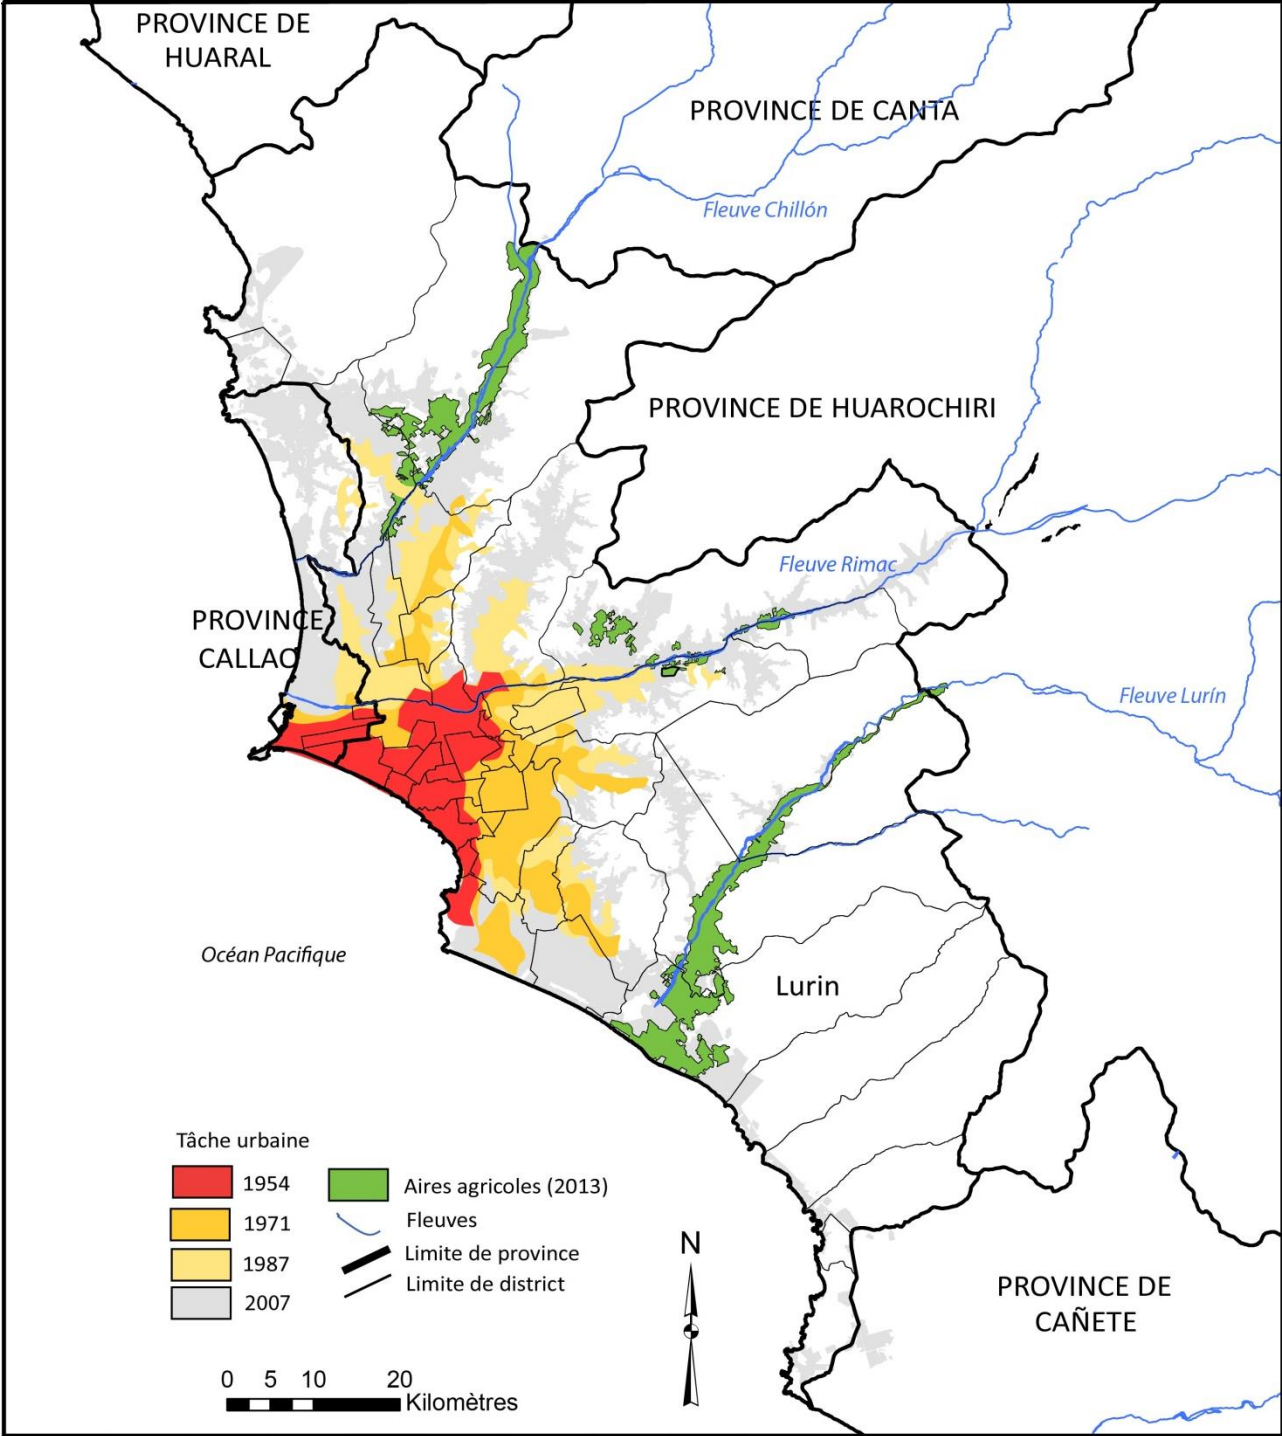 PROVINCE DE
HUARAL
PROVINCE DE CANTA
Fleuve Chillón
PROVINCE DE HUAROCHIRI
Fleuve Rimac
PROVINCE
CALLAO
Fleuve Lurín
Océan Pacifique
Lurin
Tâche urbaine
1954
1971
1987
2007
Aires agricoles (2013)
Fleuves
Limite de province
Limite de district
N
PROVINCE DE
CAÑETE
0 5 10 20
Kilomètres